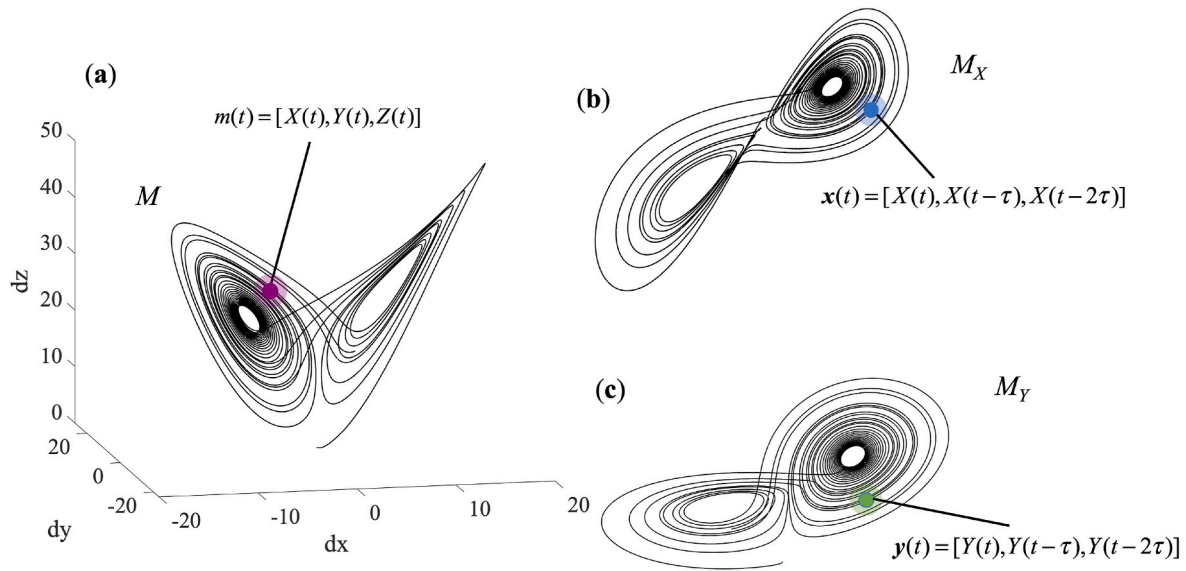 (a)
m(t) = [X(t), Y(t), Z(t)]
M
50
40
30
20
10
0
dz
20
0
-20
dy
-20
-10
0
10
20
dx
(b)
M_X
x(t) = [X(t), X(t−τ), X(t−2τ)]
(c)
M_Y
y(t) = [Y(t), Y(t−τ), Y(t−2τ)]